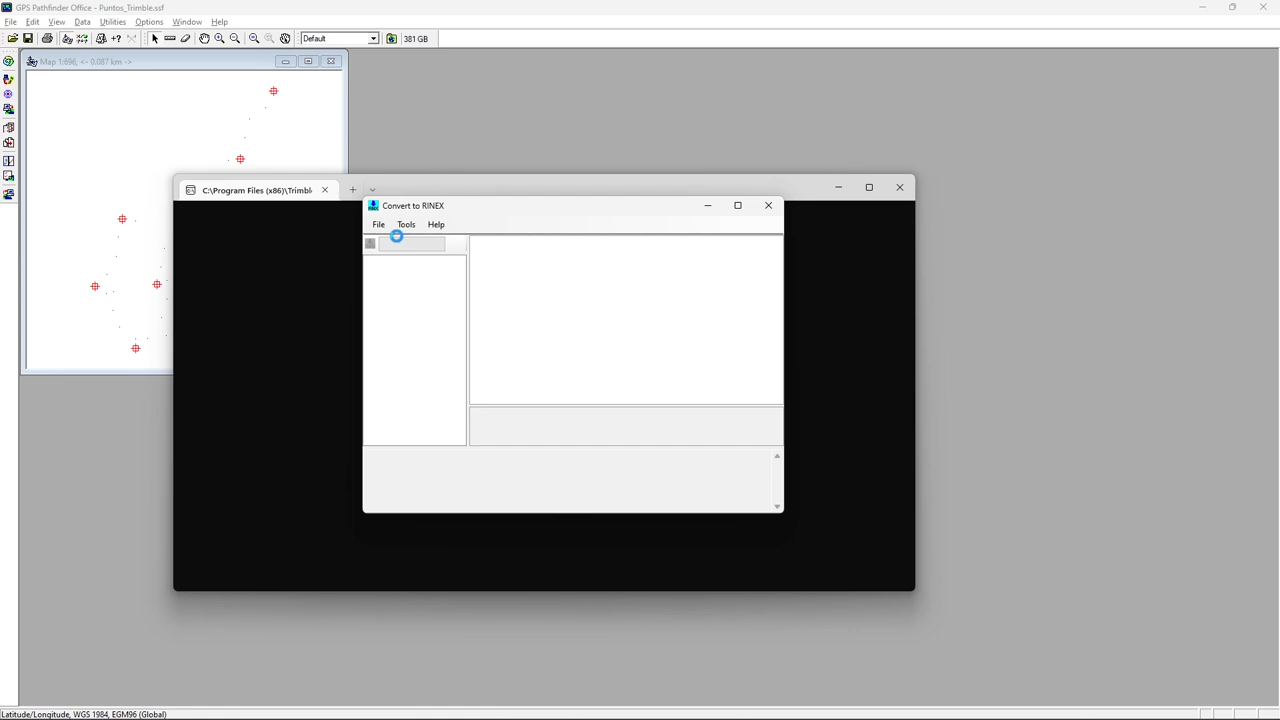 GPS Pathfinder Office - Puntos_Trimble.ssf
File Edit View Data Utilities Options Window Help
Default 381 GB
Map 1:696, <- 0.087 km ->
C:\Program Files (x86)\Trimbl
Convert to RINEX
File Tools Help
Latitude/Longitude, WGS 1984, EGM96 (Global)